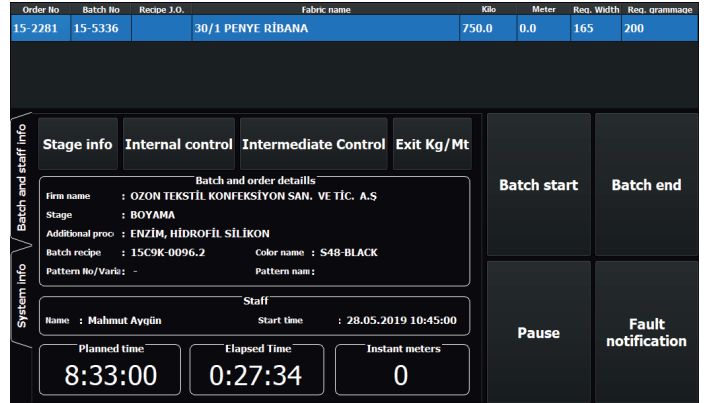 Order No Batch No Recipe J.O. Fabric name Kilo Meter Reg. Width Reg. grammage
15-2281 15-5336 30/1 PENYE RİBANA 750.0 0.0 165 200
Batch and staff info
System info
Stage info Internal control Intermediate Control Exit Kg/Mt
Batch start Batch end
Batch and order detaills
Firm name : OZON TEKSTİL KONFEKSİYON SAN. VE TİC. A.Ş
Stage : BOYAMA
Additional proc : ENZİM, HİDROFİL SİLİKON
Batch recipe : 15C9K-0096.2 Color name : S48-BLACK
Pattern No/Varia: - Pattern nam :
Staff
Name : Mahmut Aygün Start time : 28.05.2019 10:45:00
Pause Fault notification
Planned time Elapsed Time Instant meters
8:33:00 0:27:34 0